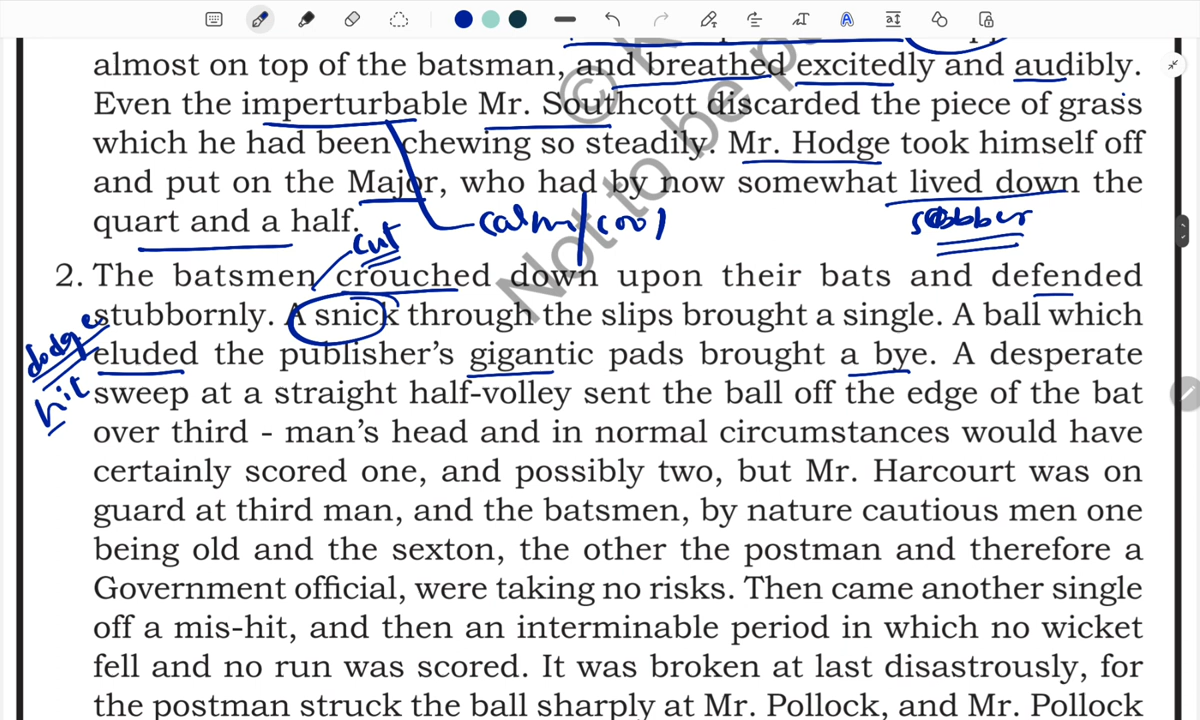 almost on top of the batsman, and breathed excitedly and audibly.
Even the imperturbable Mr. Southcott discarded the piece of grass
which he had been chewing so steadily. Mr. Hodge took himself off
and put on the Major, who had by now somewhat lived down the
quart and a half.
calm/cool
cut
2. The batsmen crouched down upon their bats and defended
stubbornly. A snick through the slips brought a single. A ball which
dodge
eluded the publisher's gigantic pads brought a bye. A desperate
hit
sweep at a straight half-volley sent the ball off the edge of the bat
over third - man's head and in normal circumstances would have
certainly scored one, and possibly two, but Mr. Harcourt was on
guard at third man, and the batsmen, by nature cautious men one
being old and the sexton, the other the postman and therefore a
Government official, were taking no risks. Then came another single
off a mis-hit, and then an interminable period in which no wicket
fell and no run was scored. It was broken at last disastrously, for
the postman struck the ball sharply at Mr. Pollock, and Mr. Pollock
© 
Not to be